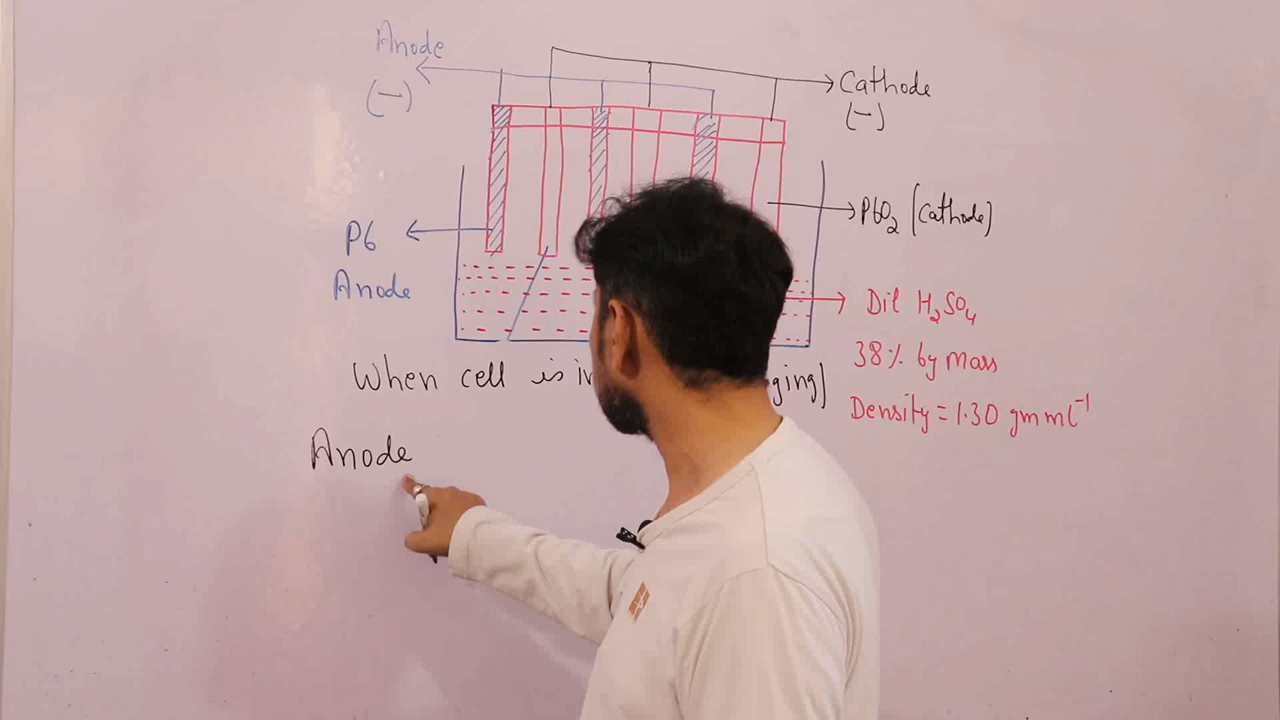 Anode
(-)
Cathode
(-)
Pb
Anode
PbO2 (Cathode)
Dil H2SO4
38% by mass
Density = 1.30 gm ml-1
When cell is
Anode